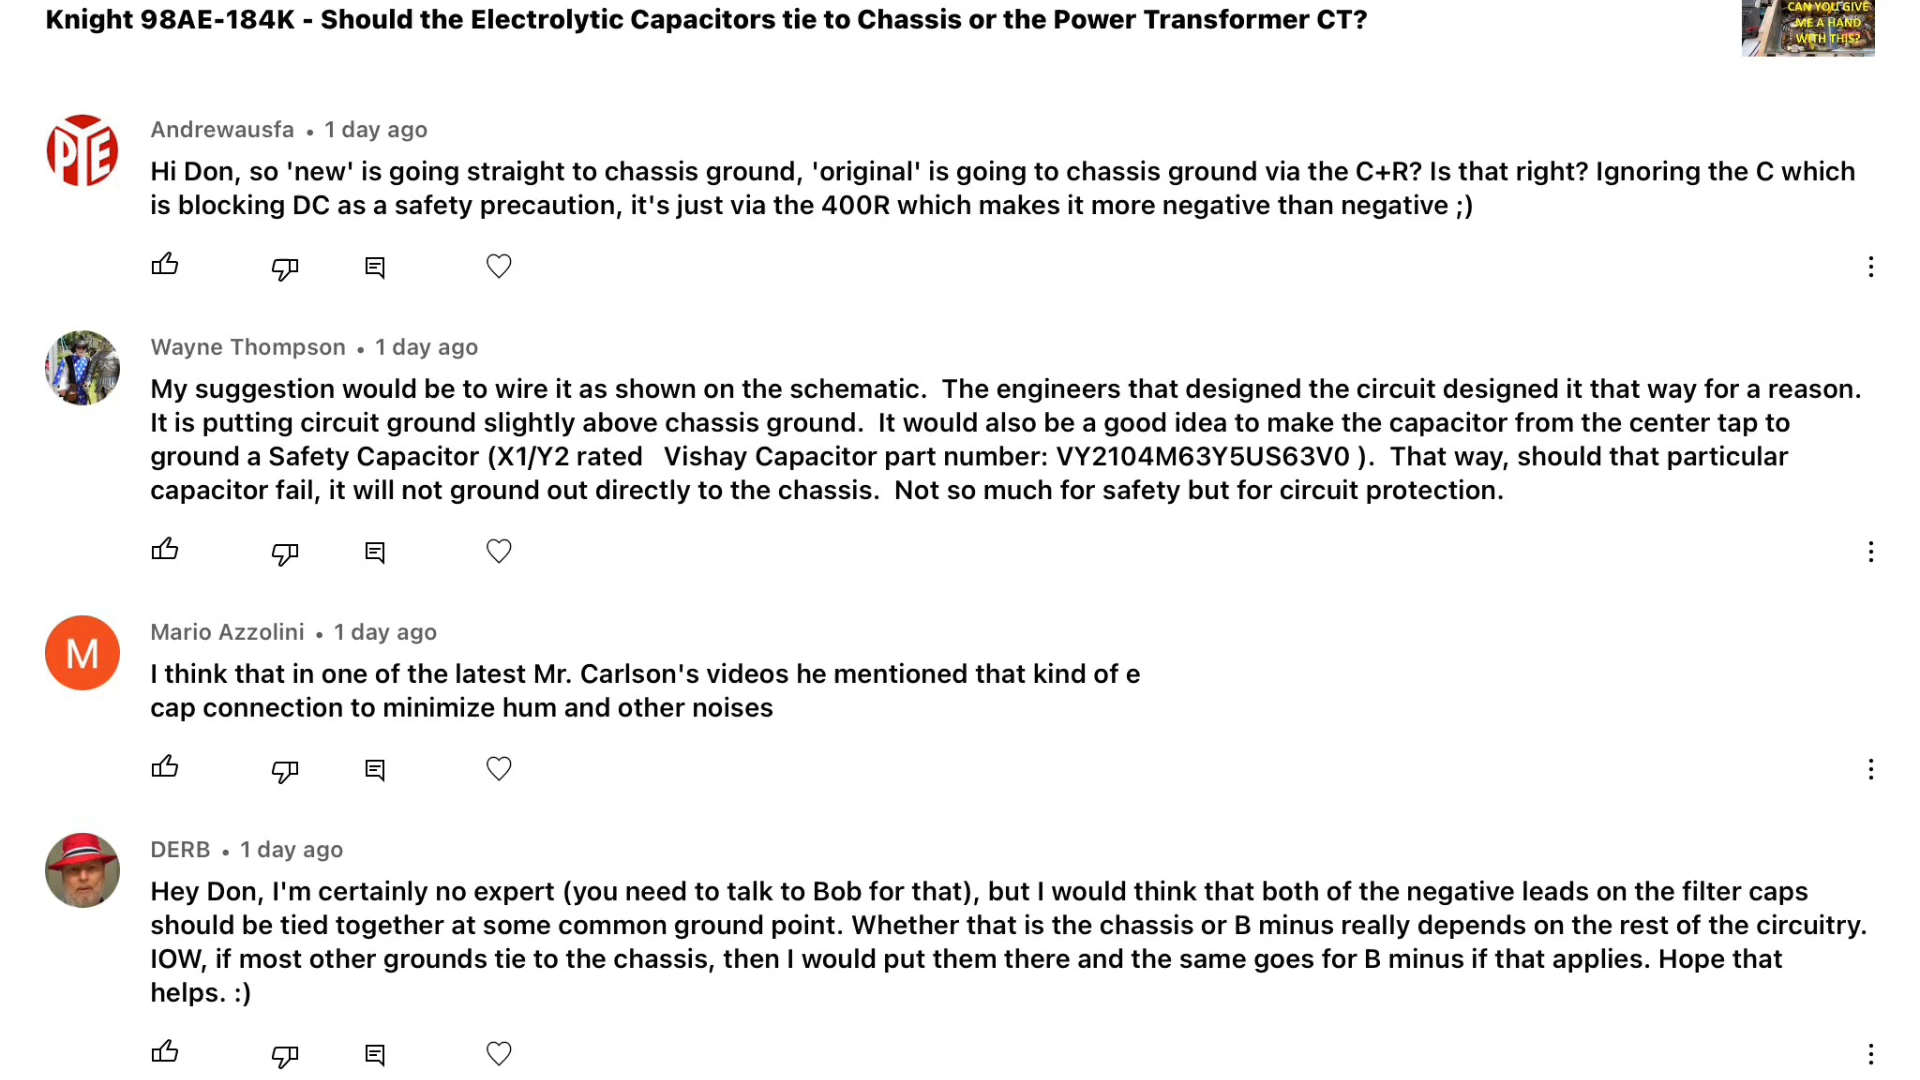 Knight 98AE-184K - Should the Electrolytic Capacitors tie to Chassis or the Power Transformer CT?
CAN YOU GIVE
ME A HAND
WITH THIS?
PYE
Andrewausfa • 1 day ago
Hi Don, so 'new' is going straight to chassis ground, 'original' is going to chassis ground via the C+R? Is that right? Ignoring the C which
is blocking DC as a safety precaution, it's just via the 400R which makes it more negative than negative ;)
Wayne Thompson • 1 day ago
My suggestion would be to wire it as shown on the schematic.  The engineers that designed the circuit designed it that way for a reason.
It is putting circuit ground slightly above chassis ground.  It would also be a good idea to make the capacitor from the center tap to
ground a Safety Capacitor (X1/Y2 rated   Vishay Capacitor part number: VY2104M63Y5US63V0 ).  That way, should that particular
capacitor fail, it will not ground out directly to the chassis.  Not so much for safety but for circuit protection.
M
Mario Azzolini • 1 day ago
I think that in one of the latest Mr. Carlson's videos he mentioned that kind of e
cap connection to minimize hum and other noises
DERB • 1 day ago
Hey Don, I'm certainly no expert (you need to talk to Bob for that), but I would think that both of the negative leads on the filter caps
should be tied together at some common ground point. Whether that is the chassis or B minus really depends on the rest of the circuitry.
IOW, if most other grounds tie to the chassis, then I would put them there and the same goes for B minus if that applies. Hope that
helps. :)